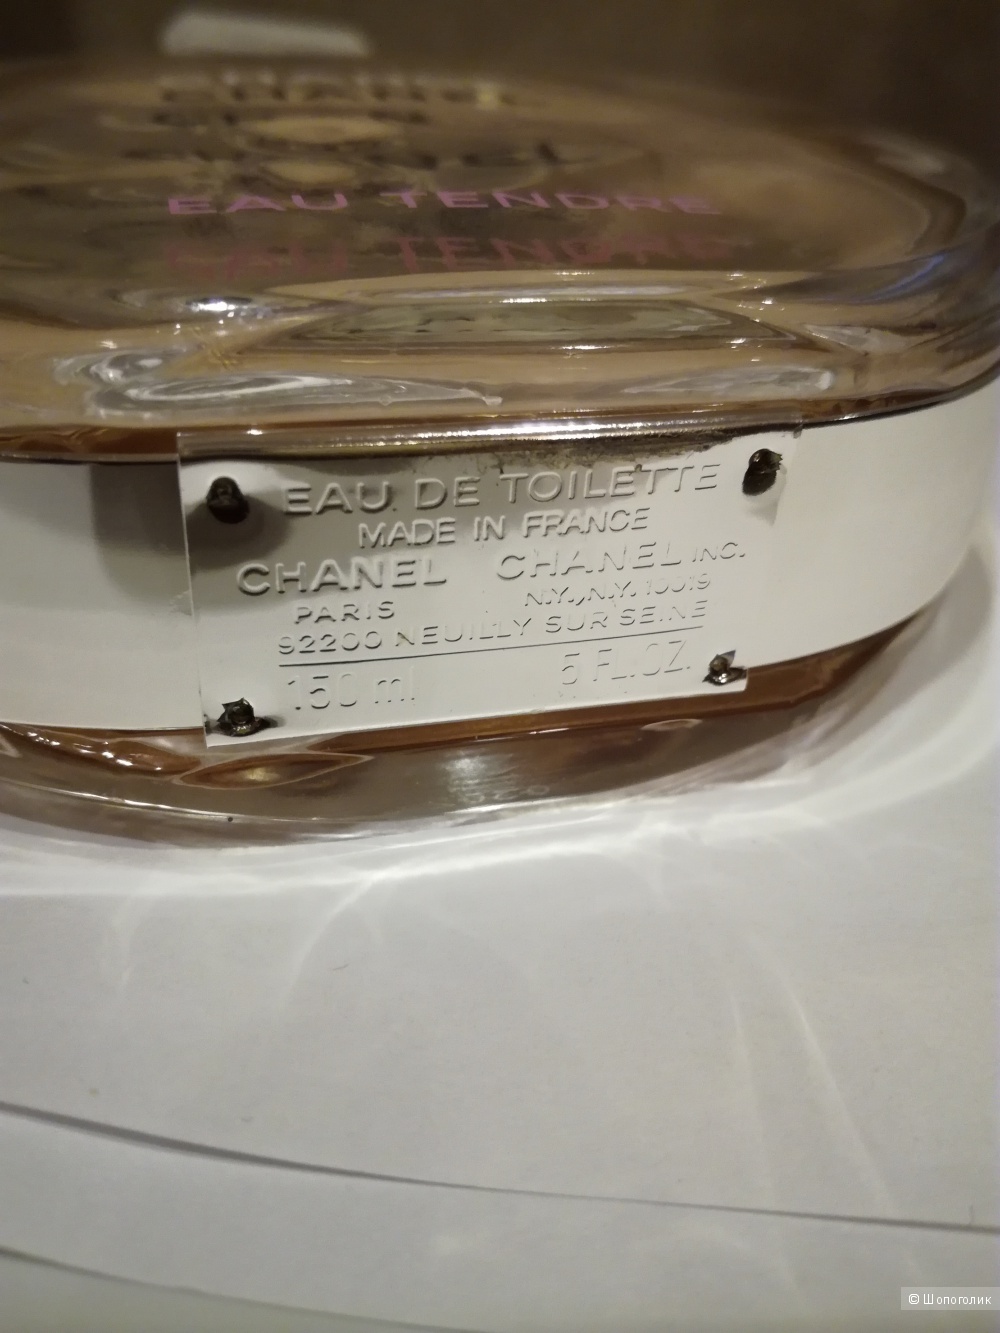 EAU TENDRE
EAU DE TOILETTE
MADE IN FRANCE
CHANEL CHANEL INC.
PARIS N.Y., N.Y. 10019
92200 NEUILLY SUR SEINE
150 ml 5 FL. OZ.
© Шопоголик